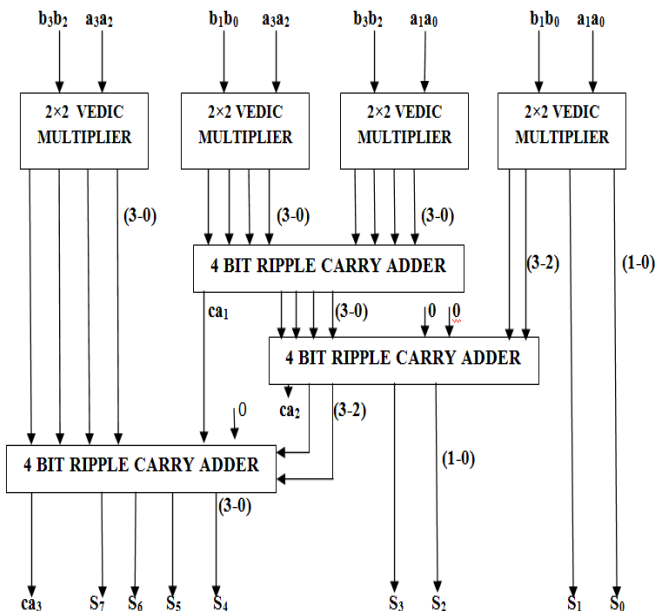 b₃b₂ a₃a₂ b₁b₀ a₃a₂ b₃b₂ a₁a₀ b₁b₀ a₁a₀
2×2 VEDIC MULTIPLIER
2×2 VEDIC MULTIPLIER
2×2 VEDIC MULTIPLIER
2×2 VEDIC MULTIPLIER
(3-0) (3-0) (3-0)
4 BIT RIPPLE CARRY ADDER
(3-2) (1-0)
ca₁ (3-0) 0 0
4 BIT RIPPLE CARRY ADDER
ca₂ (3-2)
0
4 BIT RIPPLE CARRY ADDER
(1-0)
(3-0)
ca₃ S₇ S₆ S₅ S₄ S₃ S₂ S₁ S₀